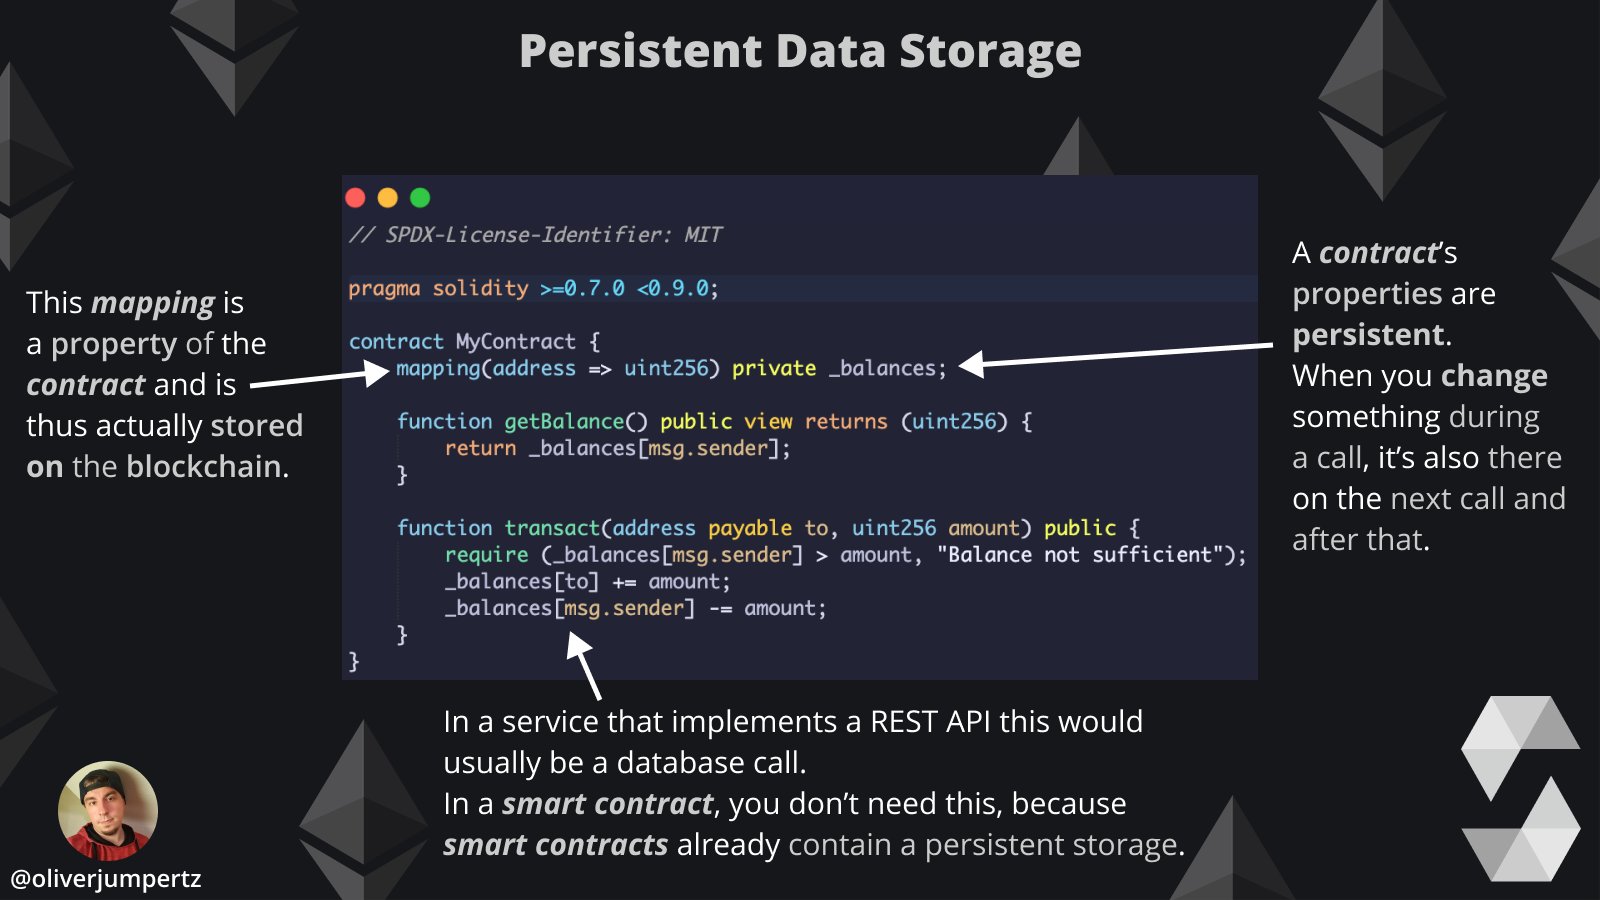 Persistent Data Storage
// SPDX-License-Identifier: MIT
pragma solidity >=0.7.0 <0.9.0;
contract MyContract {
mapping(address => uint256) private _balances;
function getBalance() public view returns (uint256) {
return _balances[msg.sender];
}
function transact(address payable to, uint256 amount) public {
require (_balances[msg.sender] > amount, "Balance not sufficient");
_balances[to] += amount;
_balances[msg.sender] -= amount;
}
}
This mapping is
a property of the
contract and is
thus actually stored
on the blockchain.
A contract’s
properties are
persistent.
When you change
something during
a call, it’s also there
on the next call and
after that.
In a service that implements a REST API this would
usually be a database call.
In a smart contract, you don’t need this, because
smart contracts already contain a persistent storage.
@oliverjumpertz